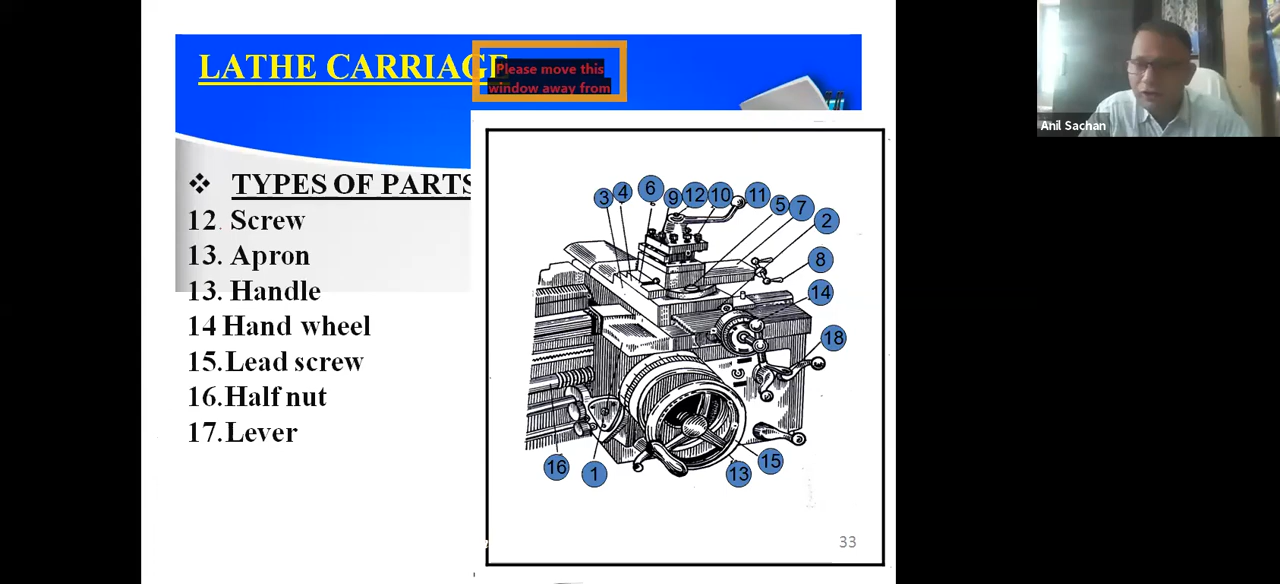 LATHE CARRIAGE
Please move this
window away from
Anil Sachan
❖ TYPES OF PARTS
12. Screw
13. Apron
13. Handle
14 Hand wheel
15.Lead screw
16.Half nut
17.Lever
3 4 6 9 12 10 11 5 7 2
8
14
18
16 1 13 15
33